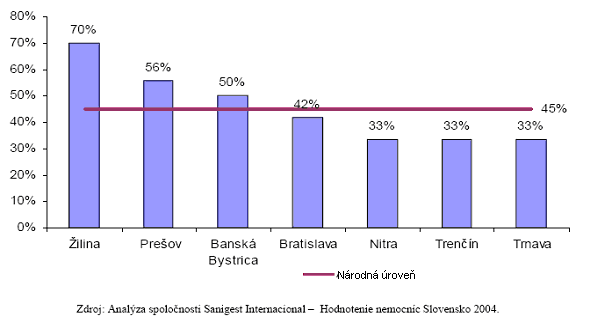 80%
70%
60%
50%
40%
30%
20%
10%
0%
70%
56%
50%
42%
33%
33%
33%
45%
Žilina
Prešov
Banská
Bystrica
Bratislava
Nitra
Trenčín
Trnava
Národná úroveň
Zdroj: Analýza spoločnosti Sanigest Internacional – Hodnotenie nemocníc Slovensko 2004.